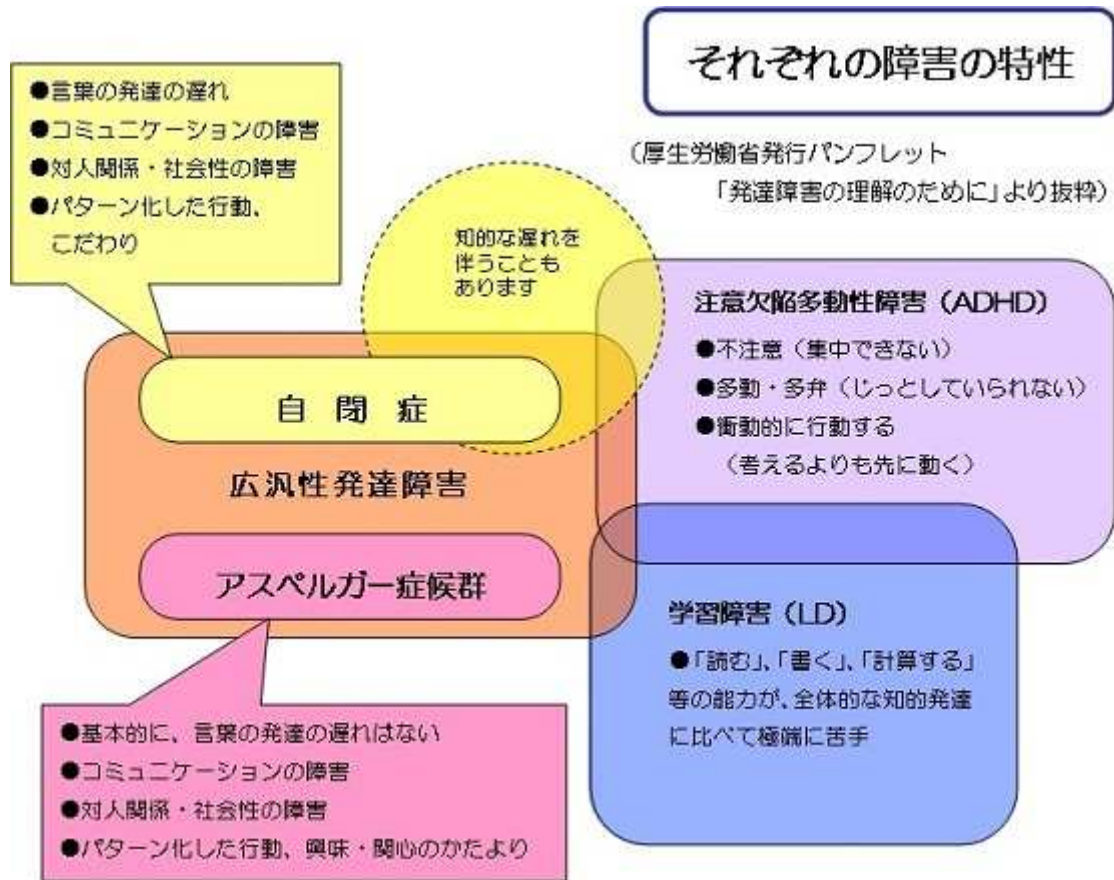 それぞれの障害の特性
(厚生労働省発行パンフレット
「発達障害の理解のために」より抜粋)
●言葉の発達の遅れ
●コミュニケーションの障害
●対人関係・社会性の障害
●パターン化した行動、
こだわり
知的な遅れを
伴うことも
あります
自閉症
広汎性発達障害
アスペルガー症候群
●基本的に、言葉の発達の遅れはない
●コミュニケーションの障害
●対人関係・社会性の障害
●パターン化した行動、興味・関心のかたより
注意欠陥多動性障害(ADHD)
●不注意(集中できない)
●多動・多弁(じっとしていられない)
●衝動的に行動する
(考えるよりも先に動く)
学習障害(LD)
●「読む」、「書く」、「計算する」
等の能力が、全体的な知的発達
に比べて極端に苦手